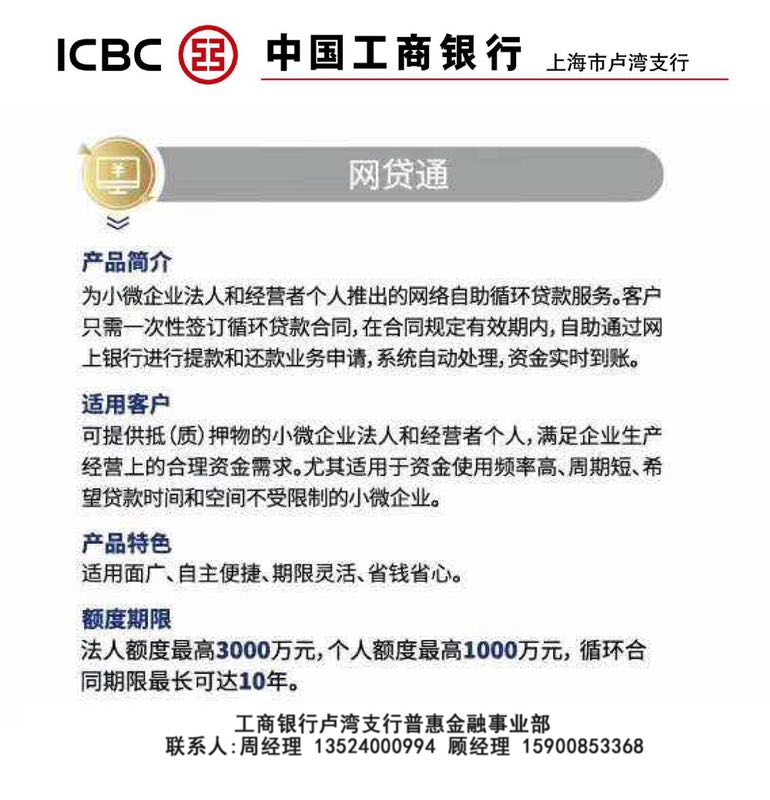 ICBC 中国工商银行 上海市卢湾支行
¥ 网贷通
产品简介
为小微企业法人和经营者个人推出的网络自助循环贷款服务。客户
只需一次性签订循环贷款合同，在合同规定有效期内，自助通过网
上银行进行提款和还款业务申请，系统自动处理，资金实时到账。
适用客户
可提供抵（质）押物的小微企业法人和经营者个人，满足企业生产
经营上的合理资金需求。尤其适用于资金使用频率高、周期短、希
望贷款时间和空间不受限制的小微企业。
产品特色
适用面广、自主便捷、期限灵活、省钱省心。
额度期限
法人额度最高3000万元，个人额度最高1000万元，循环合
同期限最长可达10年。
工商银行卢湾支行普惠金融事业部
联系人:周经理 13524000994 顾经理 15900853368